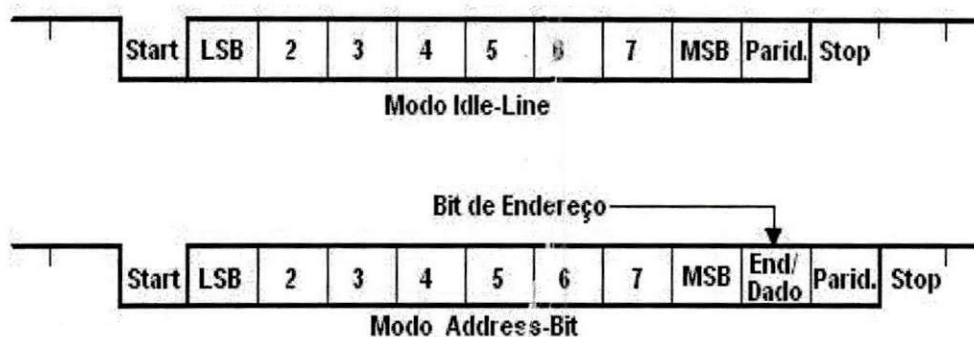 Start LSB 2 3 4 5 6 7 MSB Parid. Stop
Modo Idle-Line
Bit de Endereço
Start LSB 2 3 4 5 6 7 MSB End/ Dado Parid. Stop
Modo Address-Bit